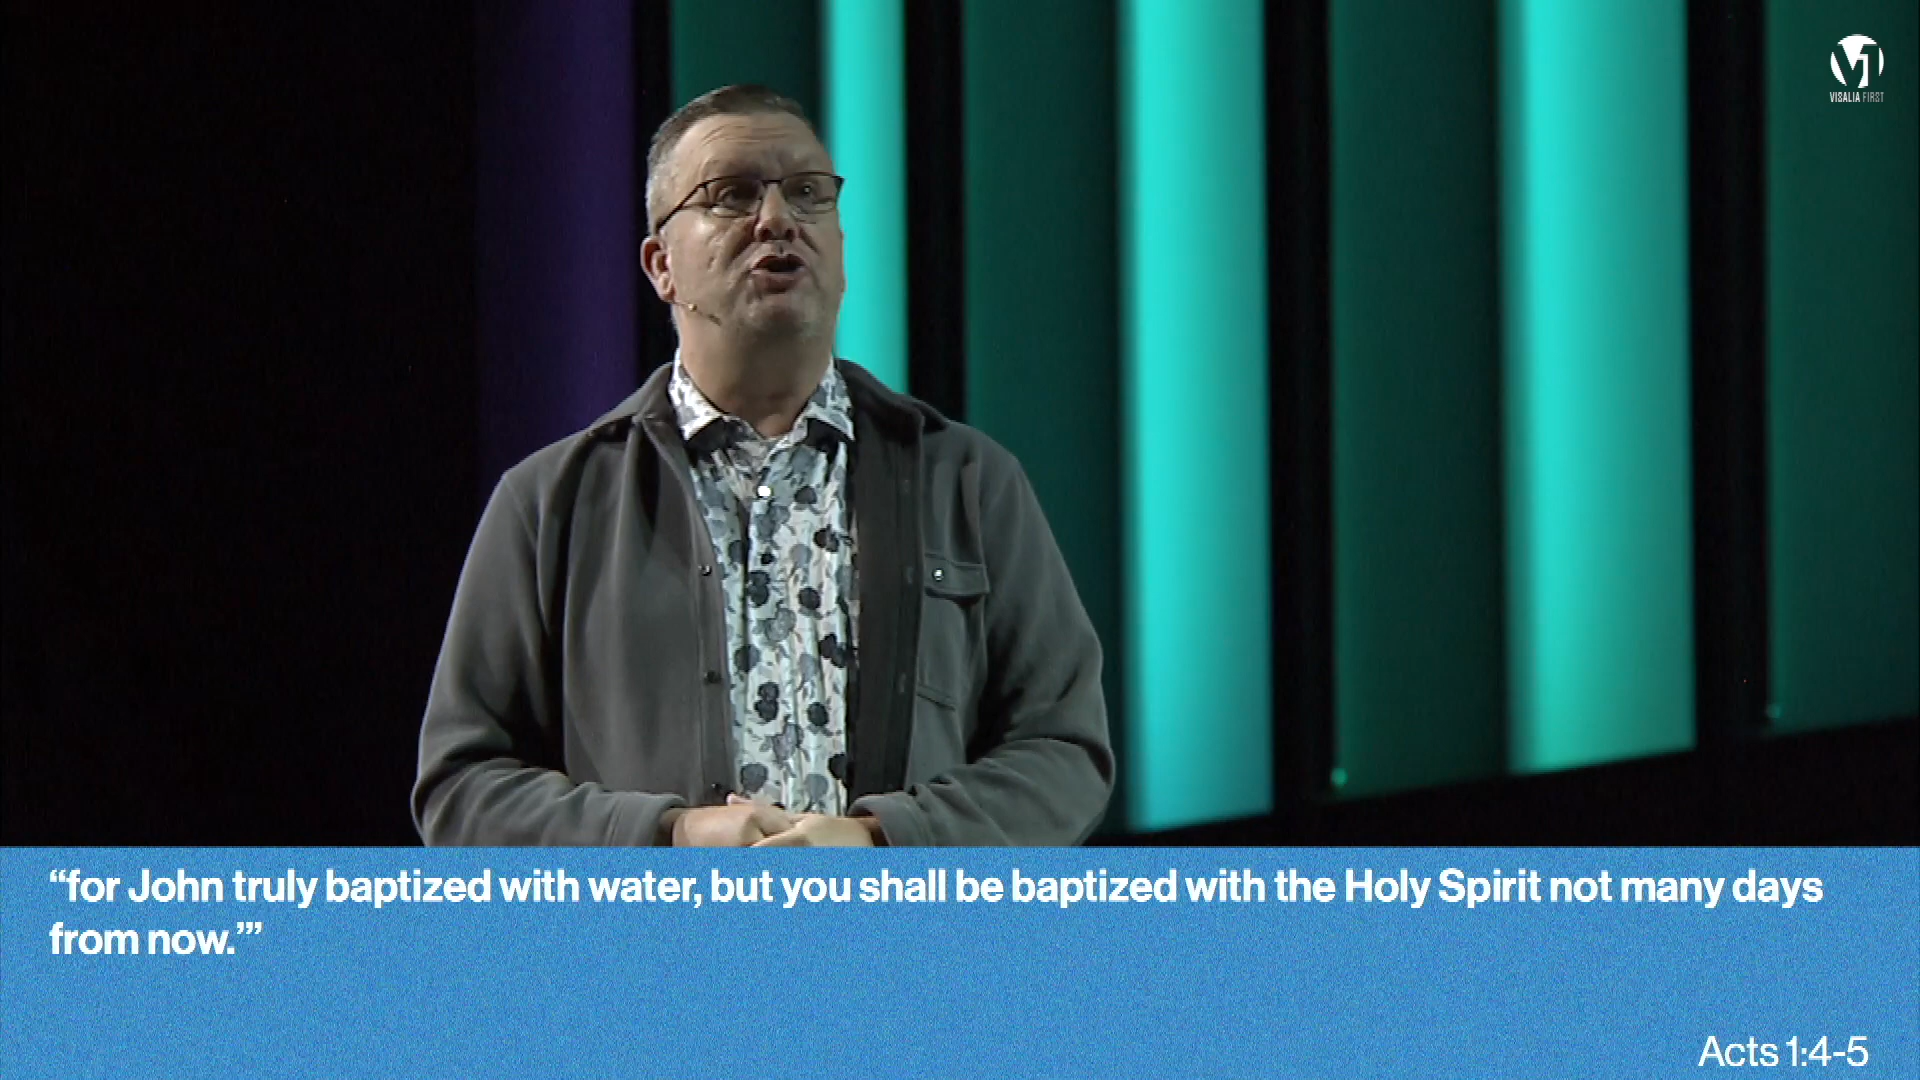 VISALIA FIRST
“for John truly baptized with water, but you shall be baptized with the Holy Spirit not many days
from now.’”
Acts 1:4-5